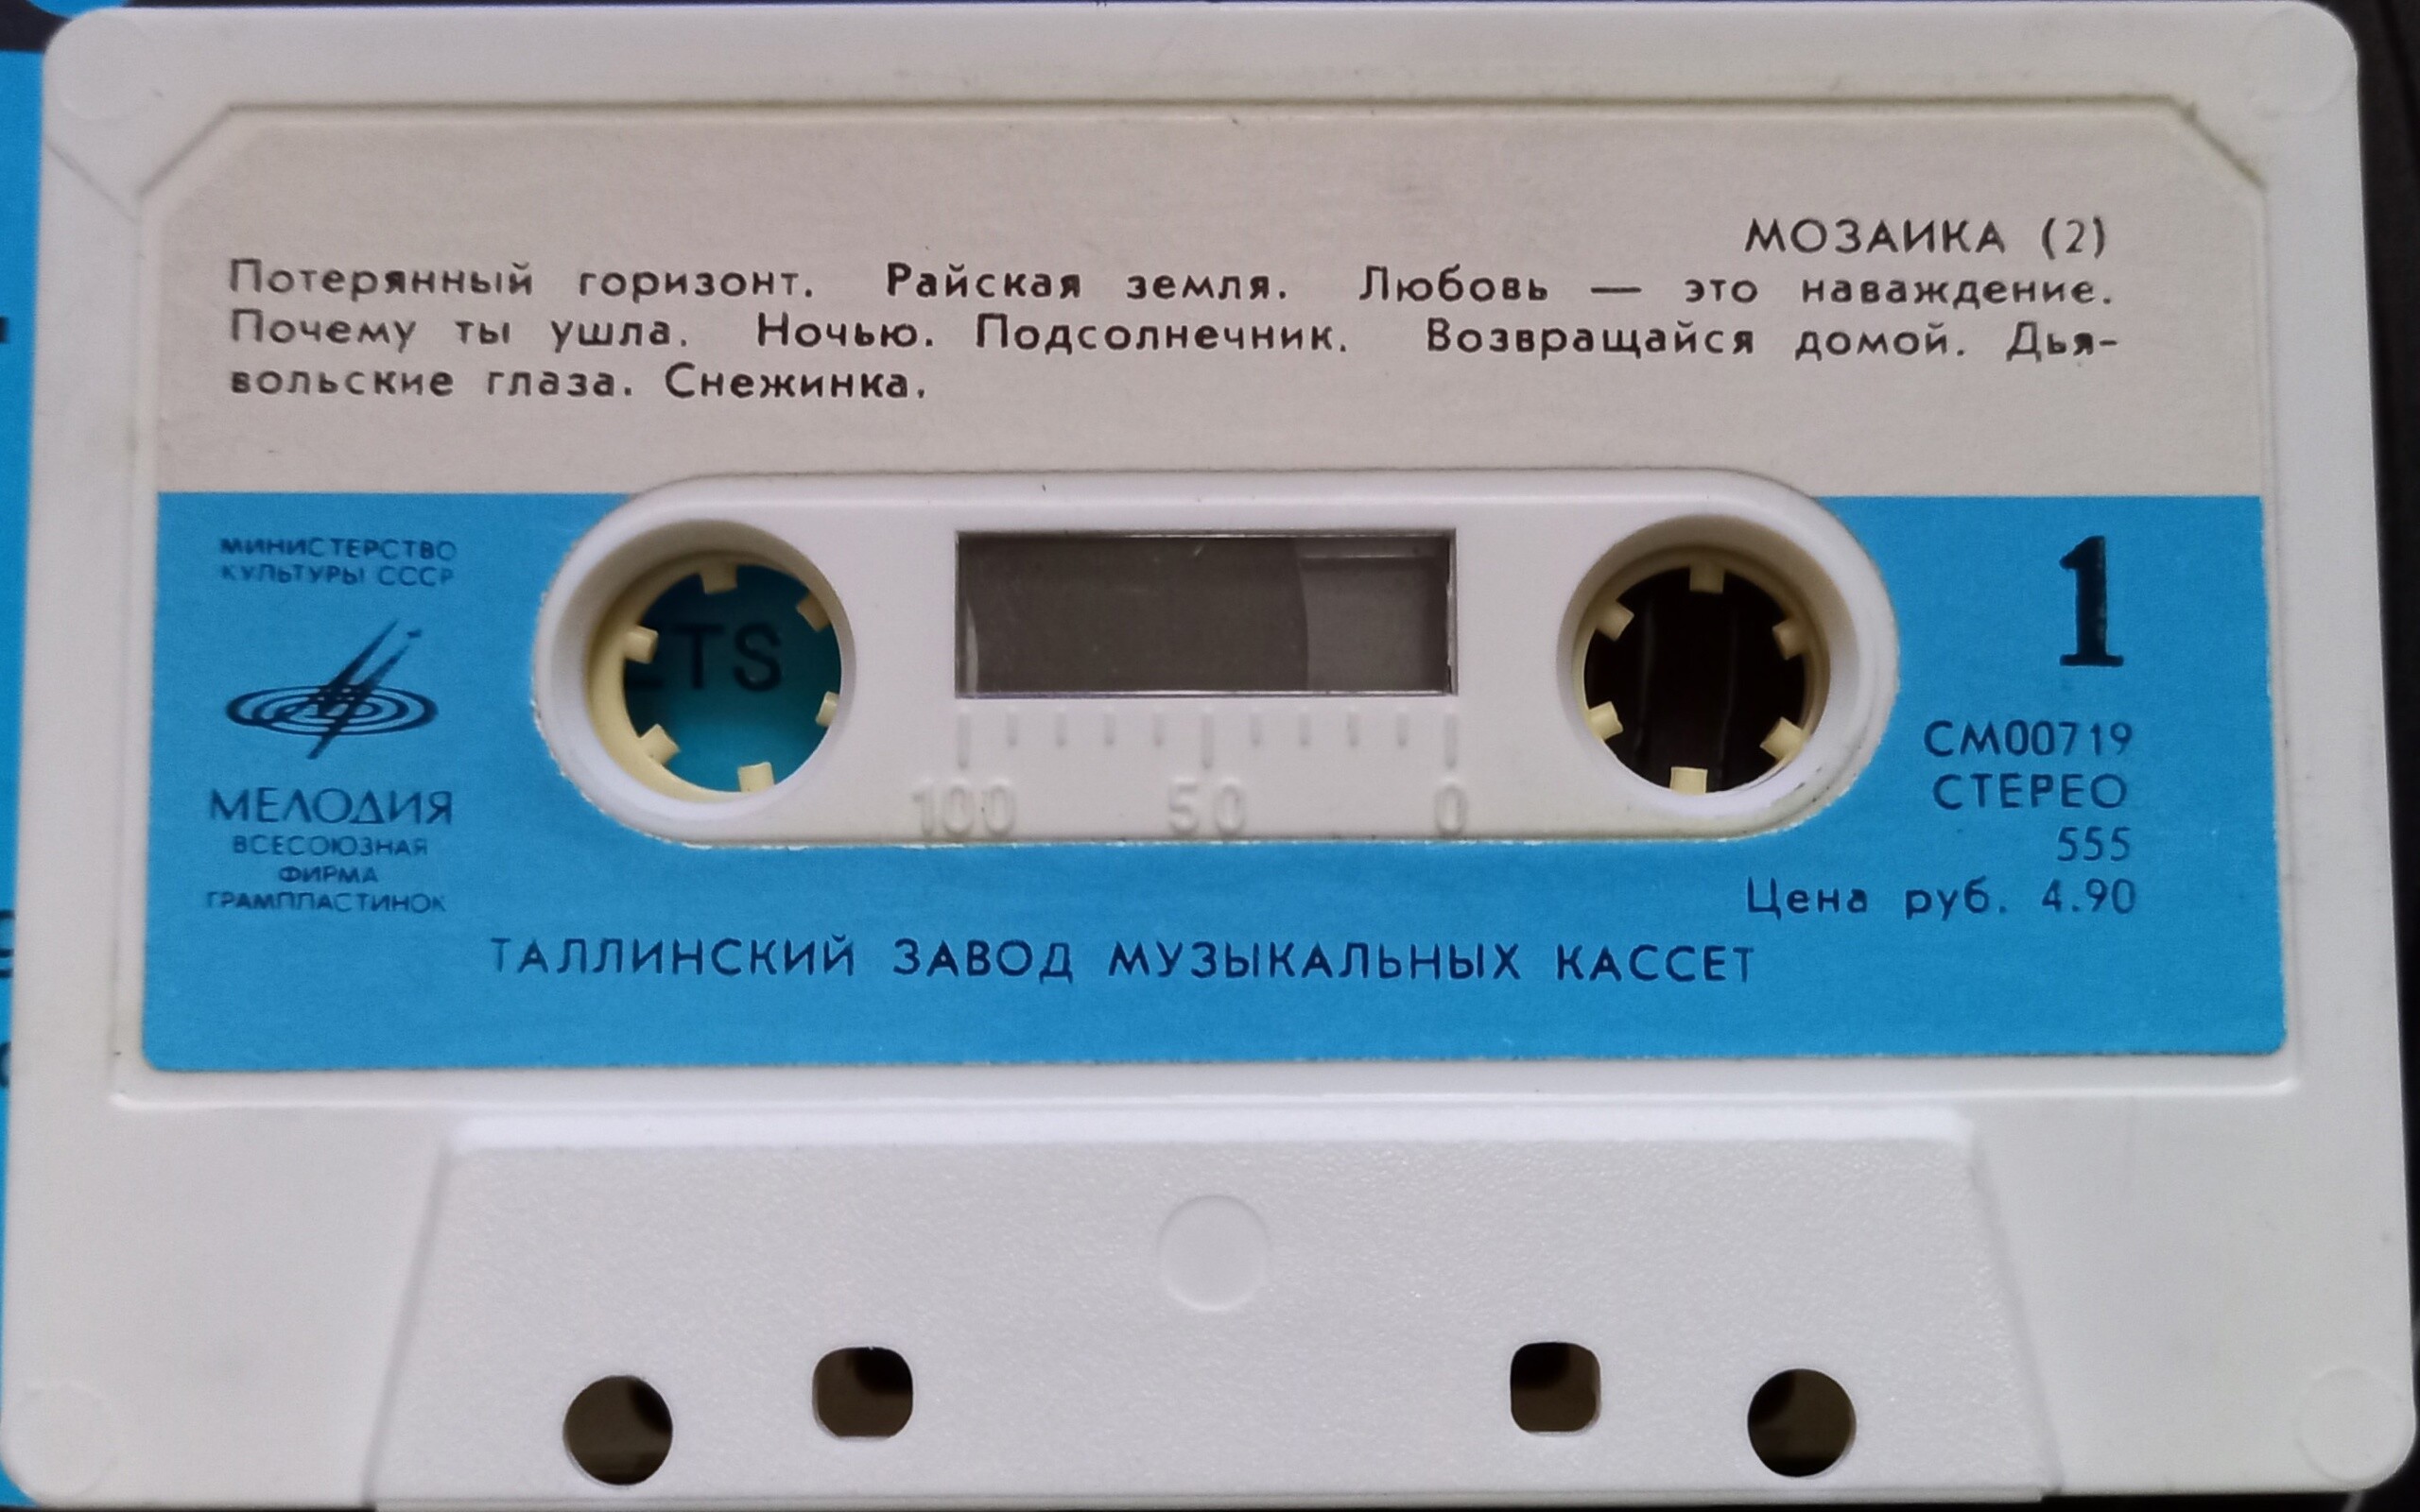 МОЗАИКА (2)
Потерянный горизонт. Райская земля. Любовь — это наваждение.
Почему ты ушла. Ночью. Подсолнечник. Возвращайся домой. Дья-
вольские глаза. Снежинка.
МИНИСТЕРСТВО
КУЛЬТУРЫ СССР
МЕЛОДИЯ
ВСЕСОЮЗНАЯ
ФИРМА
ГРАМПЛАСТИНОК
TS
100 50 0
1
СМ00719
СТЕРЕО
555
Цена руб. 4.90
ТАЛЛИНСКИЙ ЗАВОД МУЗЫКАЛЬНЫХ КАССЕТ